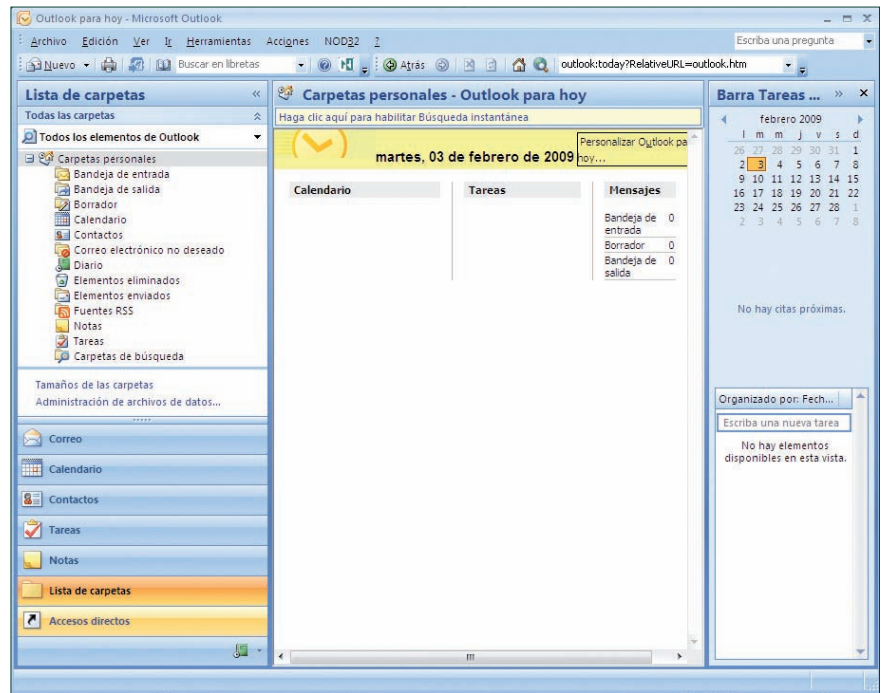 Outlook para hoy - Microsoft Outlook
Archivo Edición Ver Ir Herramientas Acciones NOD32 ? Escriba una pregunta
Nuevo Buscar en libretas Atrás outlook:today?RelativeURL=outlook.htm
Lista de carpetas «
Todas las carpetas
Todos los elementos de Outlook
Carpetas personales
Bandeja de entrada
Bandeja de salida
Borrador
Calendario
Contactos
Correo electrónico no deseado
Diario
Elementos eliminados
Elementos enviados
Fuentes RSS
Notas
Tareas
Carpetas de búsqueda
Tamaños de las carpetas
Administración de archivos de datos...
Correo
Calendario
Contactos
Tareas
Notas
Lista de carpetas
Accesos directos
Carpetas personales - Outlook para hoy
Haga clic aquí para habilitar Búsqueda instantánea
martes, 03 de febrero de 2009
Personalizar Outlook pa
hoy...
Calendario Tareas Mensajes
Bandeja de 0
entrada
Borrador 0
Bandeja de 0
salida
Barra Tareas ... » ×
febrero 2009
l m m j v s d
26 27 28 29 30 31 1
2 3 4 5 6 7 8
9 10 11 12 13 14 15
16 17 18 19 20 21 22
23 24 25 26 27 28 1
2 3 4 5 6 7 8
No hay citas próximas.
Organizado por: Fech...
Escriba una nueva tarea
No hay elementos
disponibles en esta vista.